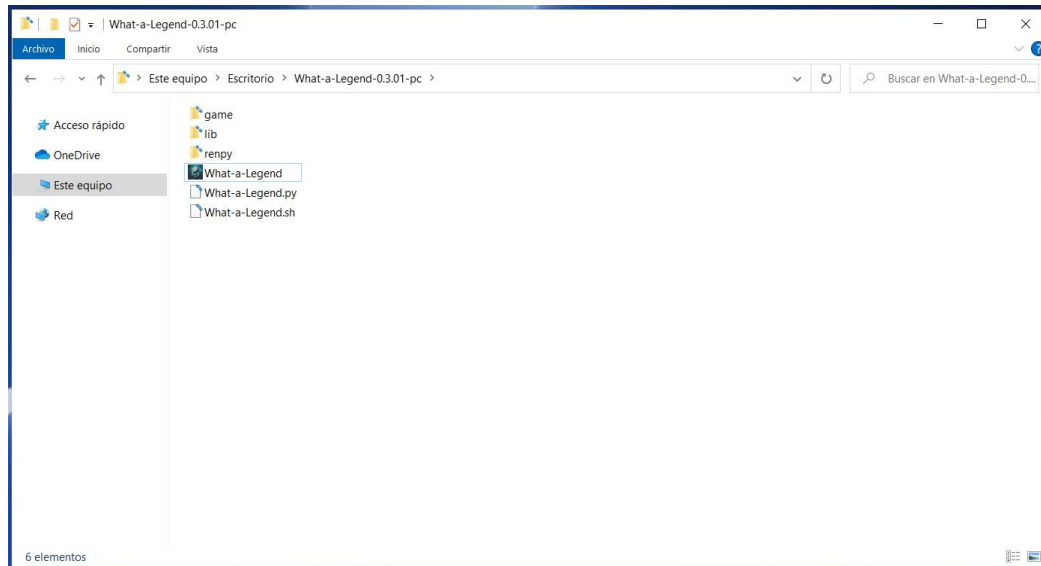 What-a-Legend-0.3.01-pc
Archivo Inicio Compartir Vista
Este equipo > Escritorio > What-a-Legend-0.3.01-pc >
Buscar en What-a-Legend-0....
Acceso rápido
OneDrive
Este equipo
Red
game
lib
renpy
What-a-Legend
What-a-Legend.py
What-a-Legend.sh
6 elementos